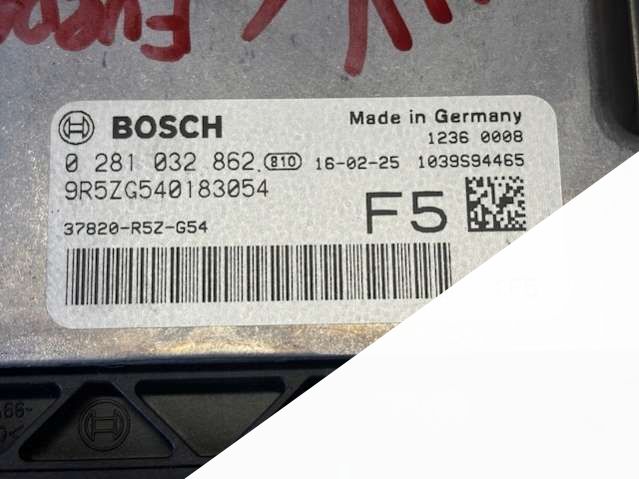 BOSCH
Made in Germany
1236 0008
0 281 032 862 810 16-02-25 1039S94465
9R5ZG540183054
37820-R5Z-G54
F5